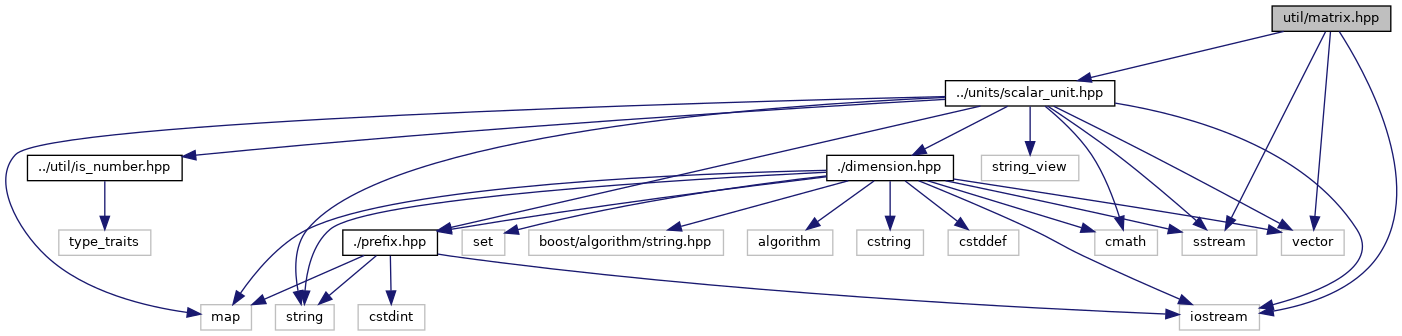 util/matrix.hpp
../units/scalar_unit.hpp
../util/is_number.hpp
./dimension.hpp
string_view
type_traits
./prefix.hpp
set
boost/algorithm/string.hpp
algorithm
cstring
cstddef
cmath
sstream
vector
map
string
cstdint
iostream